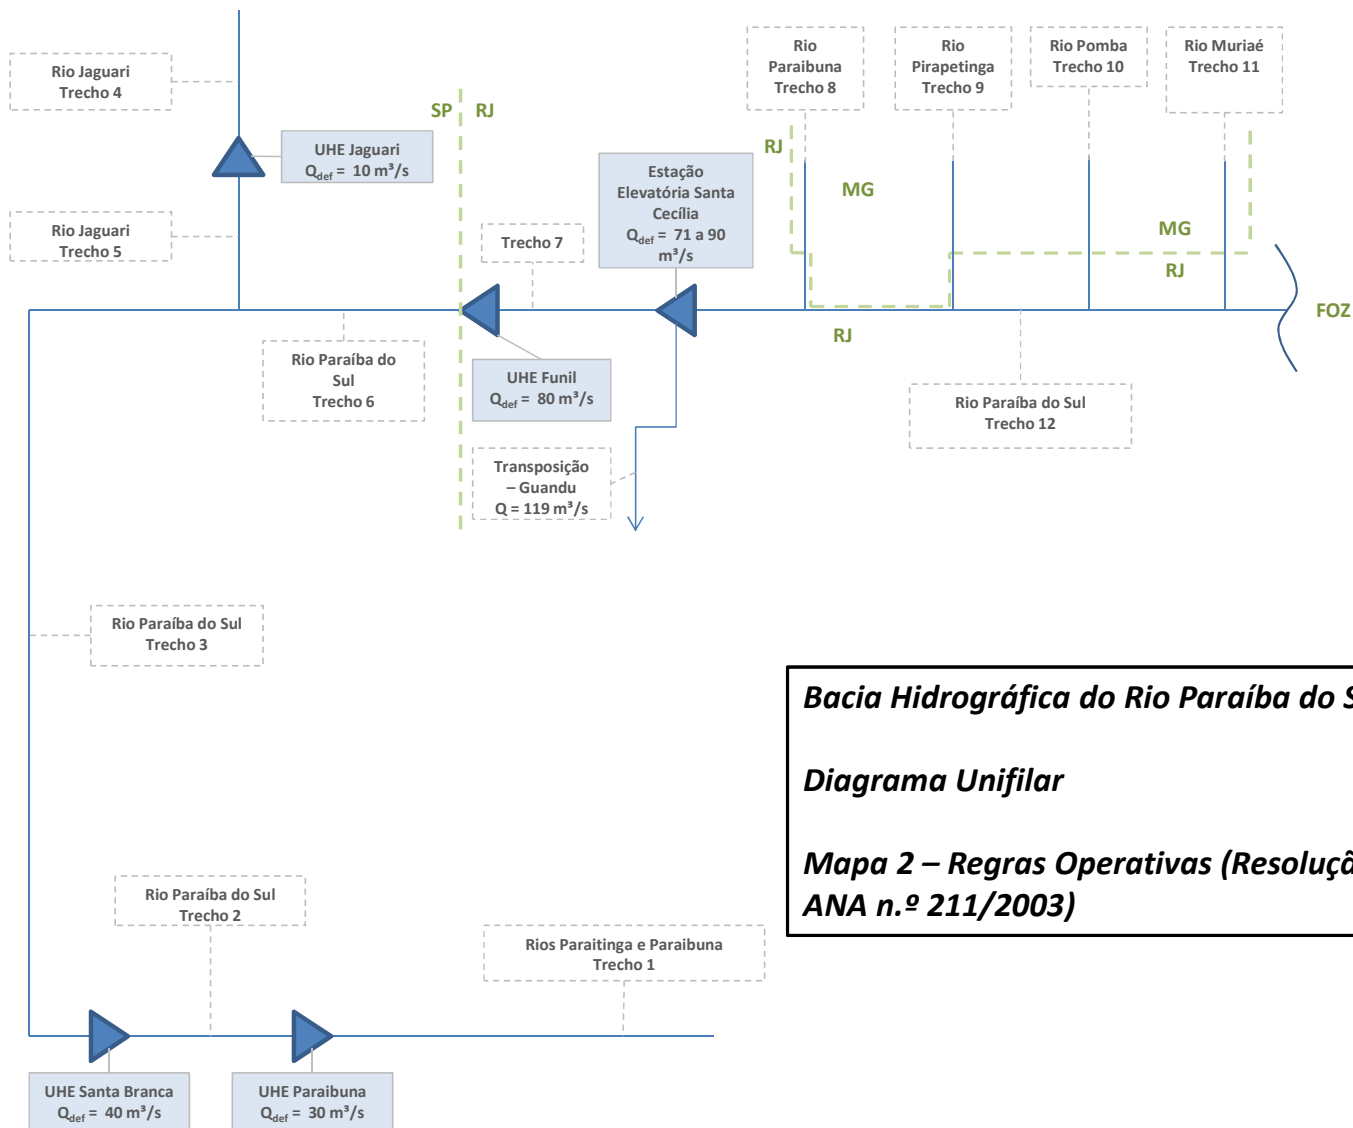 Rio Jaguari
Trecho 4
UHE Jaguari
Q_def = 10 m³/s
Rio Jaguari
Trecho 5
SP
RJ
Estação
Elevatória Santa
Cecília
Q_def = 71 a 90
m³/s
Trecho 7
Rio
Paraibuna
Trecho 8
Rio
Pirapetinga
Trecho 9
Rio Pomba
Trecho 10
Rio Muriaé
Trecho 11
RJ
MG
MG
RJ
RJ
FOZ
Rio Paraíba do
Sul
Trecho 6
UHE Funil
Q_def = 80 m³/s
Rio Paraíba do Sul
Trecho 12
Transposição
– Guandu
Q = 119 m³/s
Rio Paraíba do Sul
Trecho 3
Bacia Hidrográfica do Rio Paraíba do S
Diagrama Unifilar
Mapa 2 – Regras Operativas (Resoluçã
ANA n.º 211/2003)
Rio Paraíba do Sul
Trecho 2
Rios Paraitinga e Paraibuna
Trecho 1
UHE Santa Branca
Q_def = 40 m³/s
UHE Paraibuna
Q_def = 30 m³/s